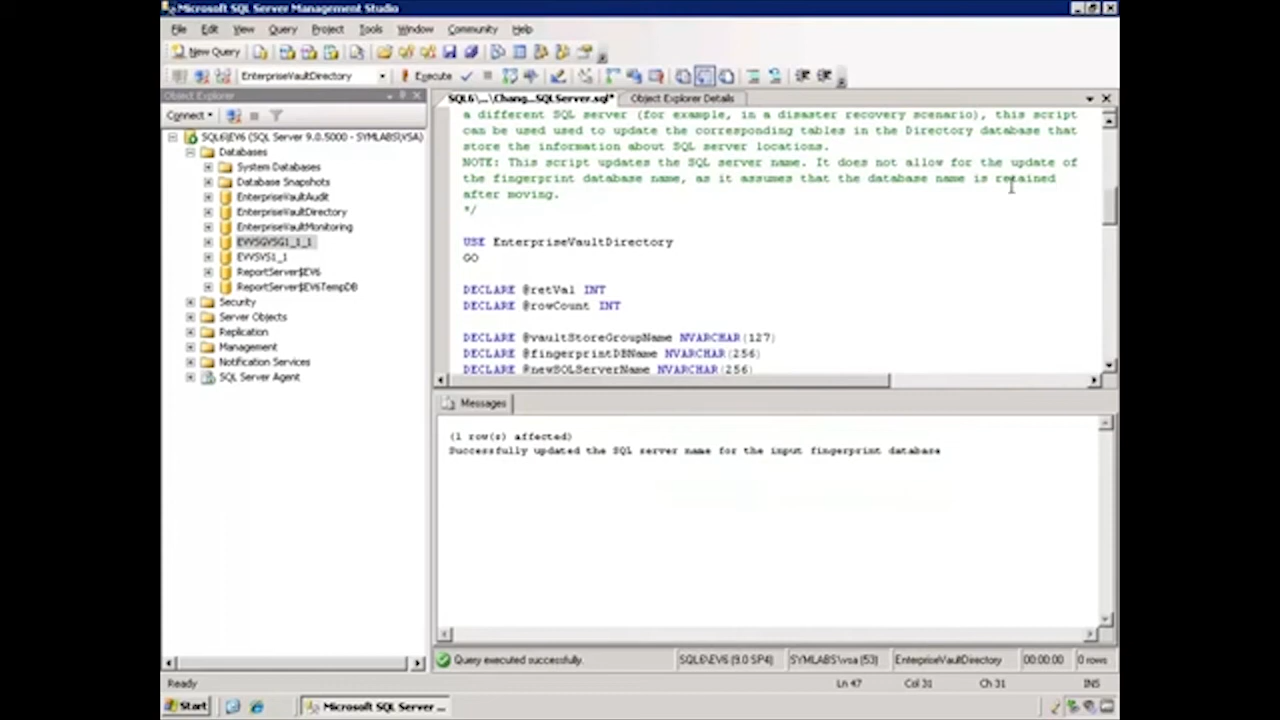 Microsoft SQL Server Management Studio
File Edit View Query Project Tools Window Community Help
New Query
EnterpriseVaultDirectory Execute
Object Explorer
SQL6\...\Chang...SQLServer.sql* Object Explorer Details
Connect
SQL6\EV6 (SQL Server 9.0.5000 - SYMLABS\VSA)
Databases
System Databases
Database Snapshots
EnterpriseVaultAudit
EnterpriseVaultDirectory
EnterpriseVaultMonitoring
EVVSGVSG1_1_1
EVVSVS1_1
ReportServer$EV6
ReportServer$EV6TempDB
Security
Server Objects
Replication
Management
Notification Services
SQL Server Agent
a different SQL server (for example, in a disaster recovery scenario), this script
can be used used to update the corresponding tables in the Directory database that
store the information about SQL server locations.
NOTE: This script updates the SQL server name. It does not allow for the update of
the fingerprint database name, as it assumes that the database name is retained
after moving.
*/
USE EnterpriseVaultDirectory
GO
DECLARE @retVal INT
DECLARE @rowCount INT
DECLARE @vaultStoreGroupName NVARCHAR(127)
DECLARE @fingerprintDBName NVARCHAR(256)
DECLARE @newSQLServerName NVARCHAR(256)
Messages
(1 row(s) affected)
Successfully updated the SQL server name for the input fingerprint database
Query executed successfully. SQL6\EV6 (9.0 SP4) SYMLABS\vsa (53) EnterpriseVaultDirectory 00:00:00 0 rows
Ready Ln 47 Col 31 Ch 31 INS
Start Microsoft SQL Server ...